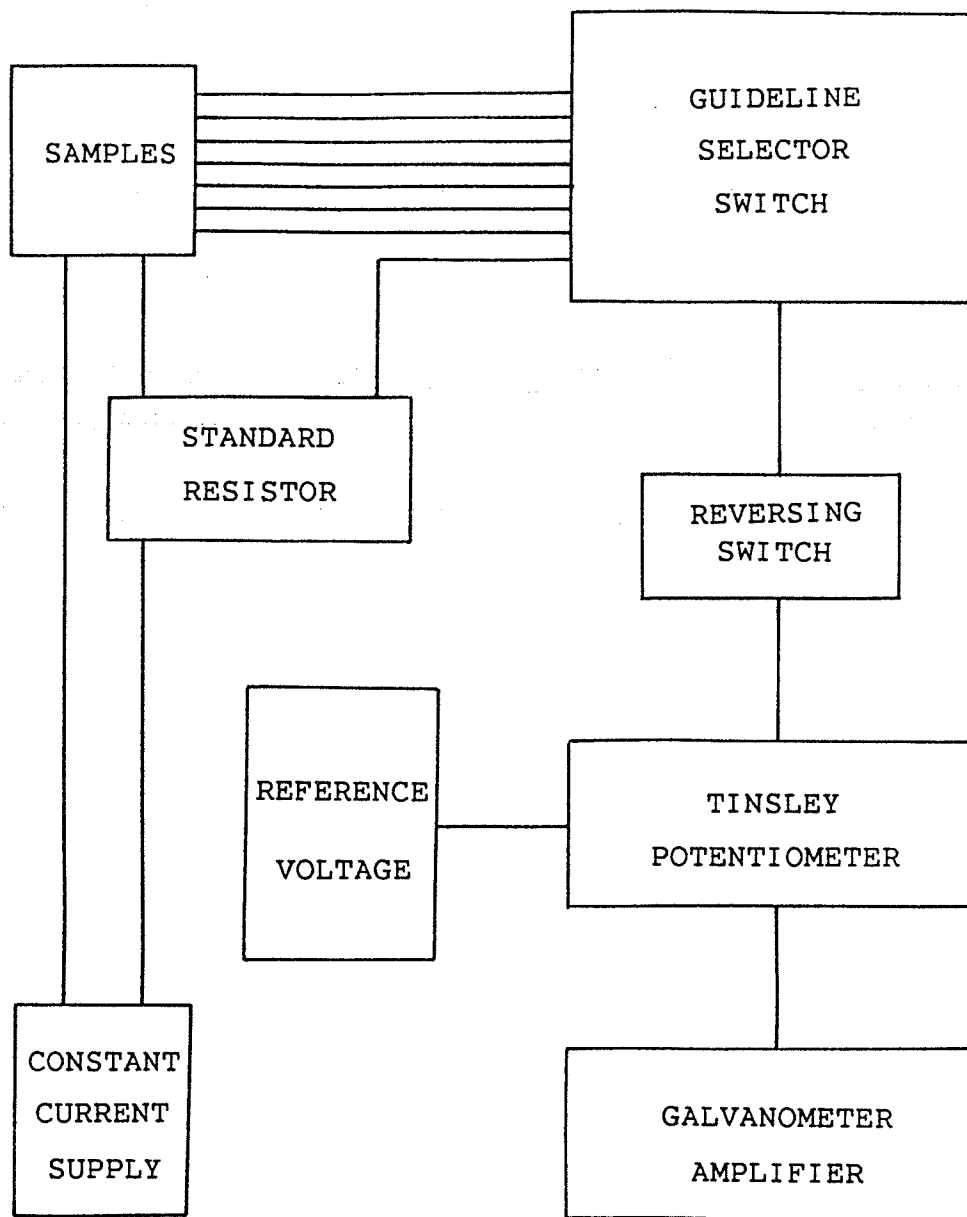 SAMPLES
GUIDELINE
SELECTOR
SWITCH
STANDARD
RESISTOR
REVERSING
SWITCH
REFERENCE
VOLTAGE
TINSLEY
POTENTIOMETER
CONSTANT
CURRENT
SUPPLY
GALVANOMETER
AMPLIFIER